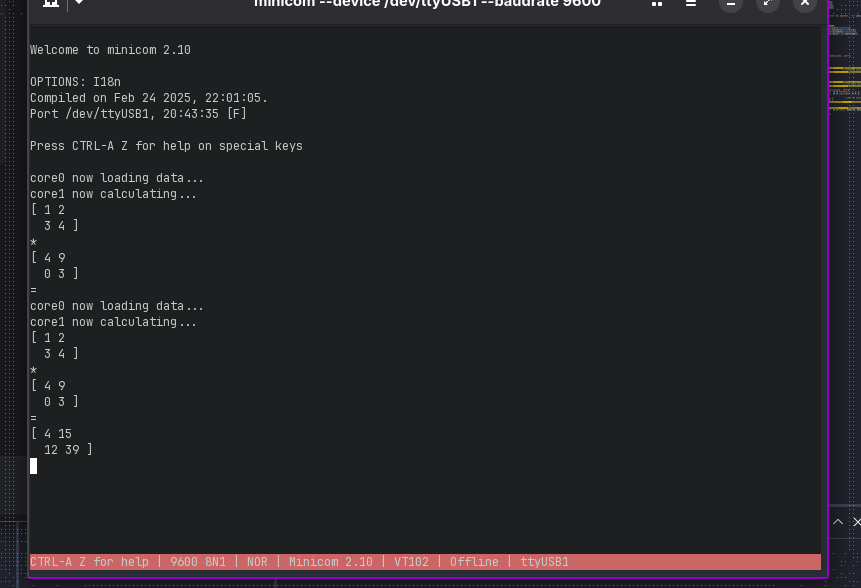 minicom --device /dev/ttyUSB1 --baudrate 9600
Welcome to minicom 2.10
OPTIONS: I18n
Compiled on Feb 24 2025, 22:01:05.
Port /dev/ttyUSB1, 20:43:35 [F]
Press CTRL-A Z for help on special keys
core0 now loading data...
core1 now calculating...
[ 1 2
  3 4 ]
*
[ 4 9
  0 3 ]
=
core0 now loading data...
core1 now calculating...
[ 1 2
  3 4 ]
*
[ 4 9
  0 3 ]
=
[ 4 15
  12 39 ]
CTRL-A Z for help | 9600 8N1 | NOR | Minicom 2.10 | VT102 | Offline | ttyUSB1